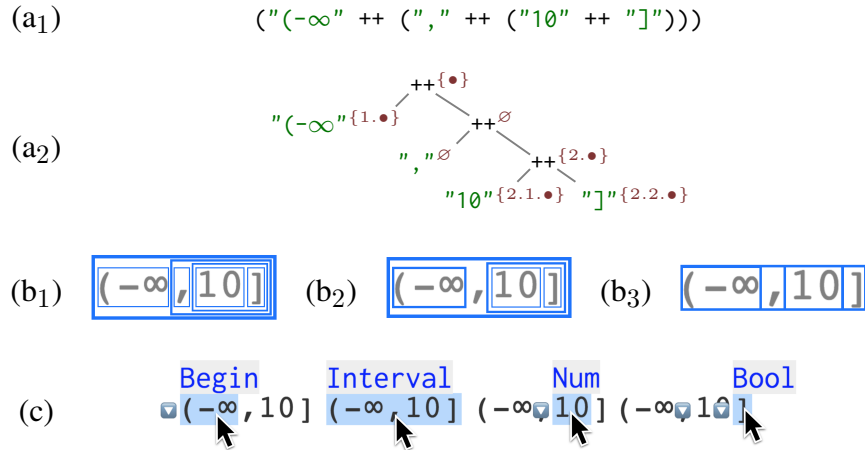 (a₁) ("(-∞" ++ ("," ++ ("10" ++ "]")))
++{●}
"(-∞"{1.●} ++∅
(a₂) ","∅ ++{2.●}
"10"{2.1.●} "]"{2.2.●}
(b₁) (-∞,10] (b₂) (-∞,10] (b₃) (-∞,10]
Begin Interval Num Bool
(c) (-∞,10] (-∞,10] (-∞,10] (-∞,10]